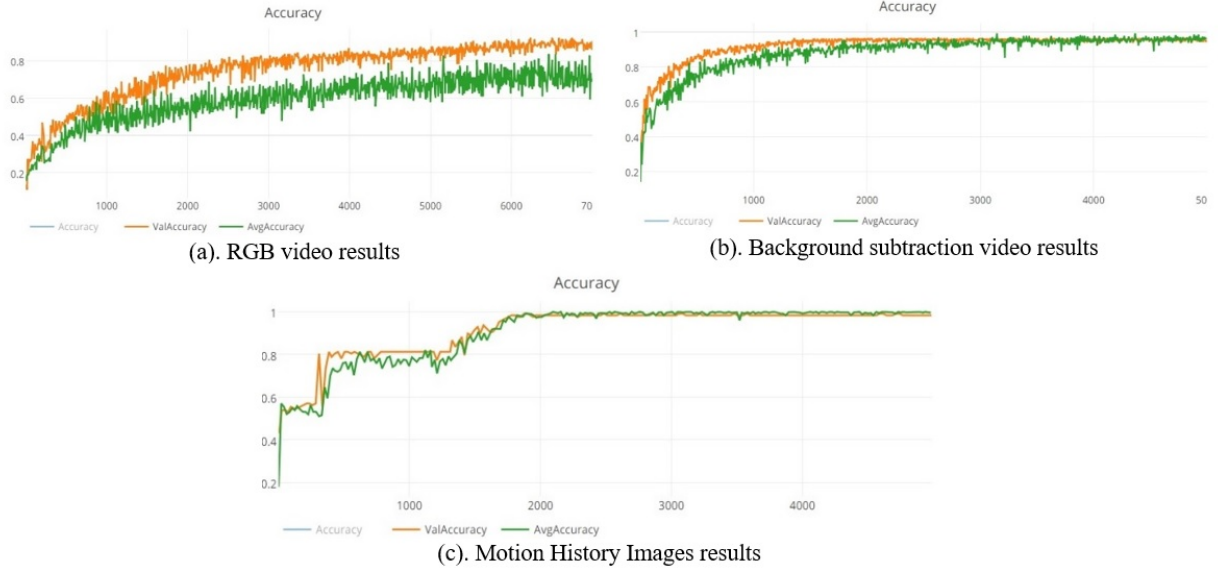 Accuracy
0.8
0.6
0.4
0.2
1000 2000 3000 4000 5000 6000 70
Accuracy ValAccuracy AvgAccuracy
(a). RGB video results
Accuracy
1
0.8
0.6
0.4
0.2
1000 2000 3000 4000 50
Accuracy ValAccuracy AvgAccuracy
(b). Background subtraction video results
Accuracy
1
0.8
0.6
0.4
0.2
1000 2000 3000 4000
Accuracy ValAccuracy AvgAccuracy
(c). Motion History Images results